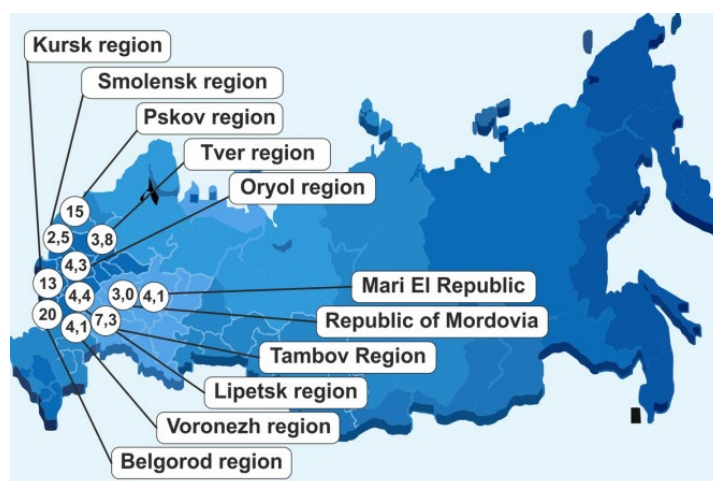 Kursk region
Smolensk region
Pskov region
Tver region
Oryol region
15
2,5
3,8
4,3
13
4,4
3,0
4,1
Mari El Republic
20
4,1
7,3
Republic of Mordovia
Tambov Region
Lipetsk region
Voronezh region
Belgorod region